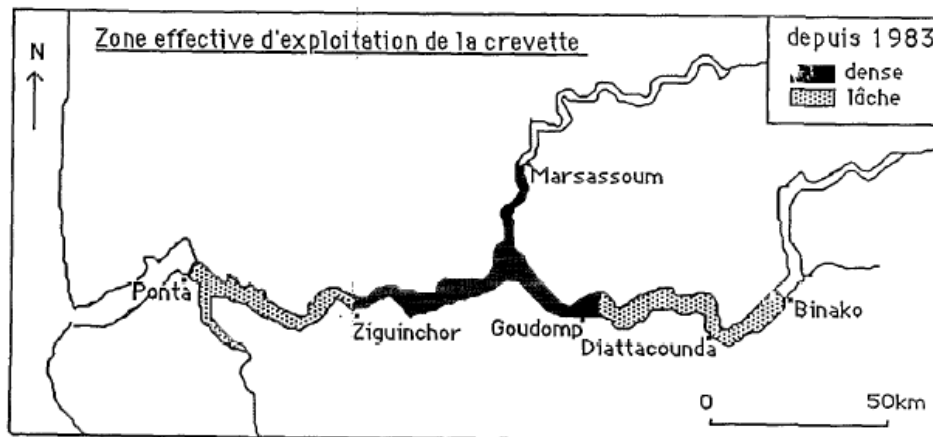 Zone effective d'exploitation de la crevette
depuis 1983
dense
lâche
N
Marsassoum
Ponta
Ziguinchor
Goudomp
Diattacounda
Binako
0 50km